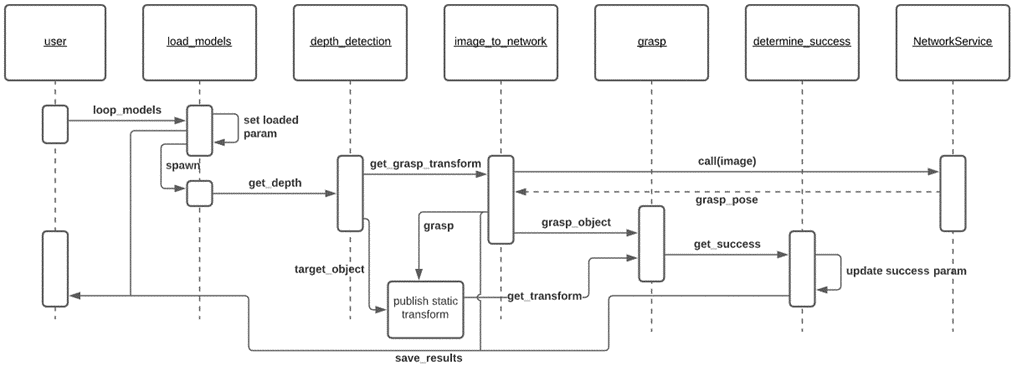 user
load_models
depth_detection
image_to_network
grasp
determine_success
NetworkService
loop_models
set loaded
param
spawn
get_depth
get_grasp_transform
call(image)
grasp_pose
grasp
grasp_object
get_success
target_object
update success param
publish static
transform
get_transform
save_results